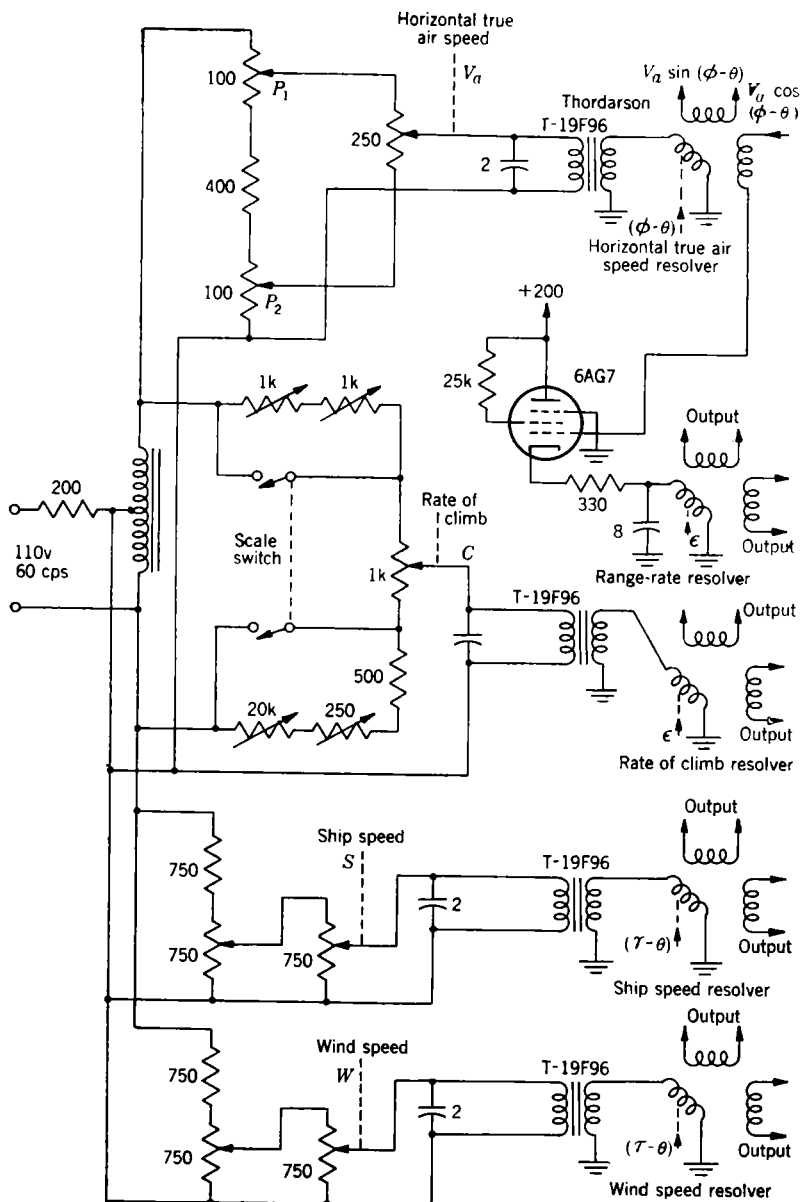 Horizontal true
air speed
V_a
100
P_1
250
400
100
P_2
2
Thordarson
T-19F96
V_a sin (φ-θ)
V_a cos
(φ-θ)
(φ-θ)
Horizontal true air
speed resolver
+200
25k
6AG7
1k
1k
200
110v
60 cps
Scale
switch
Rate of
climb
C
1k
330
8
Output
ϵ
Output
Range-rate resolver
T-19F96
500
20k
250
Output
ϵ
Output
Rate of climb resolver
750
750
Ship speed
S
750
2
T-19F96
Output
(τ-θ)
Output
Ship speed resolver
750
750
Wind speed
W
750
2
T-19F96
Output
(τ-θ)
Output
Wind speed resolver